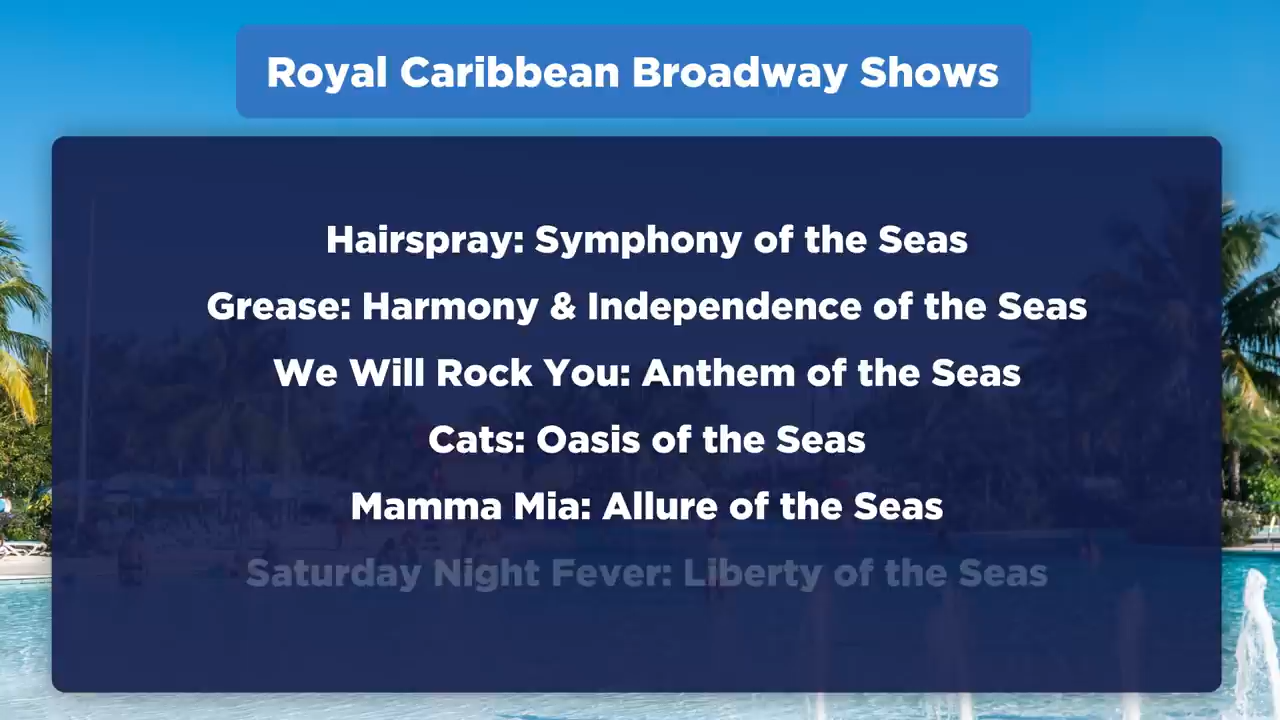 Royal Caribbean Broadway Shows
Hairspray: Symphony of the Seas
Grease: Harmony & Independence of the Seas
We Will Rock You: Anthem of the Seas
Cats: Oasis of the Seas
Mamma Mia: Allure of the Seas
Saturday Night Fever: Liberty of the Seas